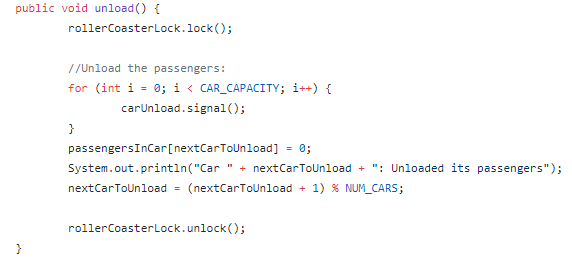 public void unload() {
rollerCoasterLock.lock();
//Unload the passengers:
for (int i = 0; i < CAR_CAPACITY; i++) {
carUnload.signal();
}
passengersInCar[nextCarToUnload] = 0;
System.out.println("Car " + nextCarToUnload + ": Unloaded its passengers");
nextCarToUnload = (nextCarToUnload + 1) % NUM_CARS;
rollerCoasterLock.unlock();
}